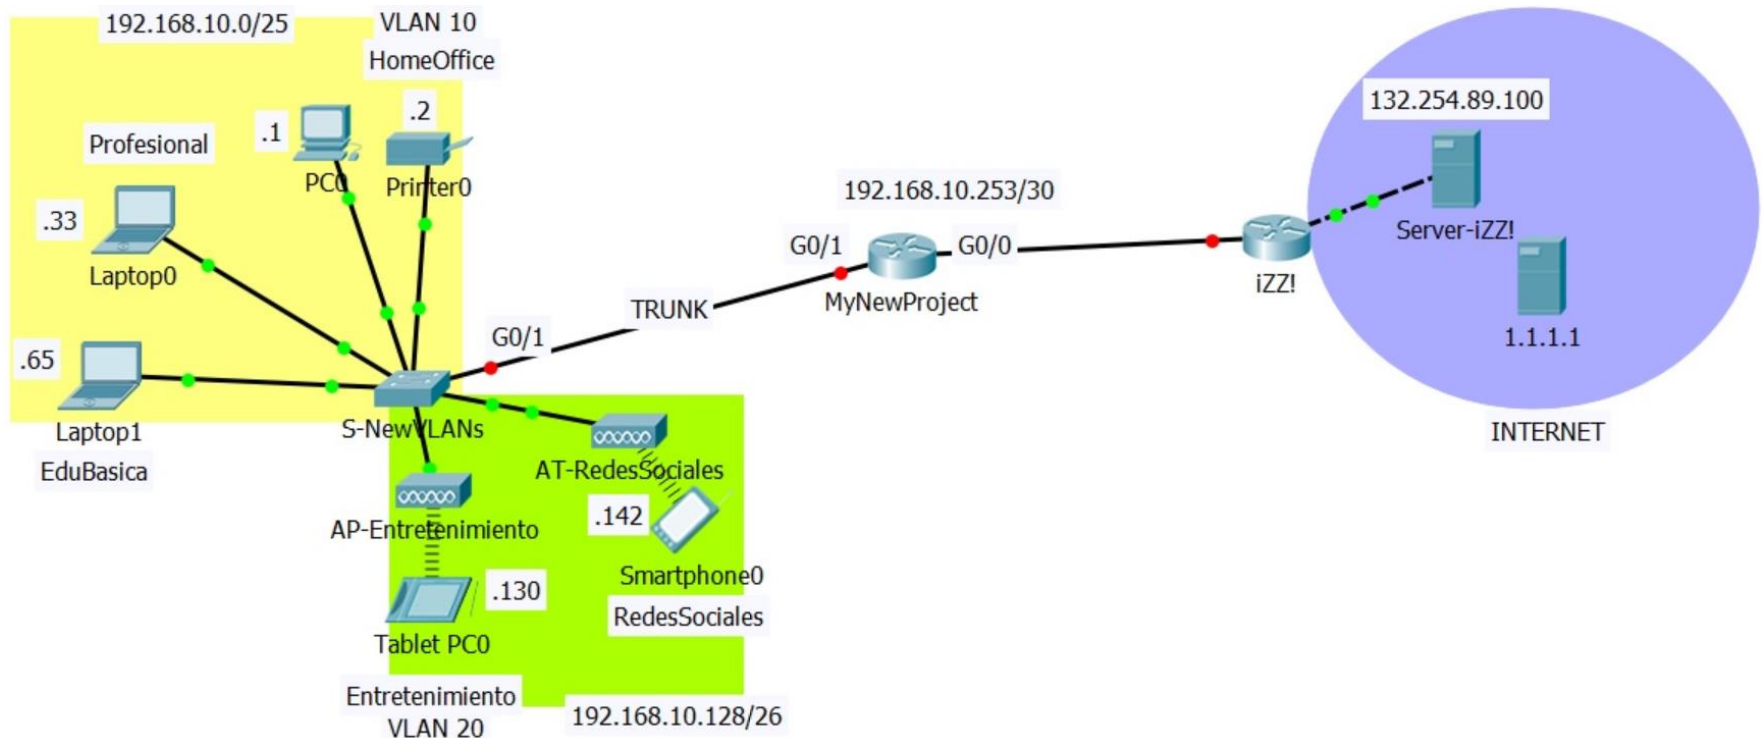 192.168.10.0/25
VLAN 10
HomeOffice
.2
.1
Profesional
PC0
Printer0
.33
Laptop0
.65
Laptop1
EduBasica
G0/1
S-NewVLANs
TRUNK
192.168.10.253/30
G0/1
G0/0
MyNewProject
iZZ!
132.254.89.100
Server-iZZ!
1.1.1.1
INTERNET
AT-RedesSociales
.142
AP-Entretenimiento
Smartphone0
RedesSociales
.130
Tablet PC0
Entretenimiento
VLAN 20
192.168.10.128/26